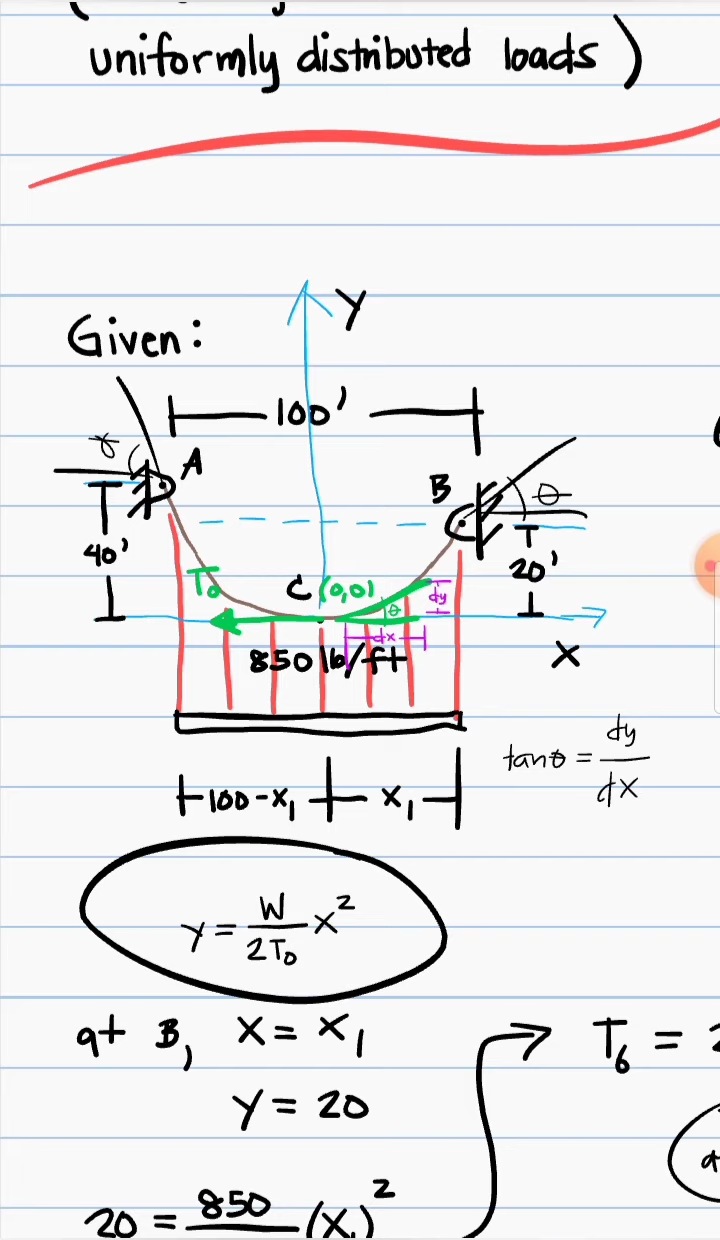 uniformly distributed loads )
Y
Given:
100'
A
B
θ
40'
20'
T₀
C (0,0)
dy
θ
dx
850 lb/ft
X
tanθ = dy/dx
100-x₁
x₁
y = W/2T₀ x²
at B, x = x₁
y = 20
T₀ =
20 = 850 (x₁)²